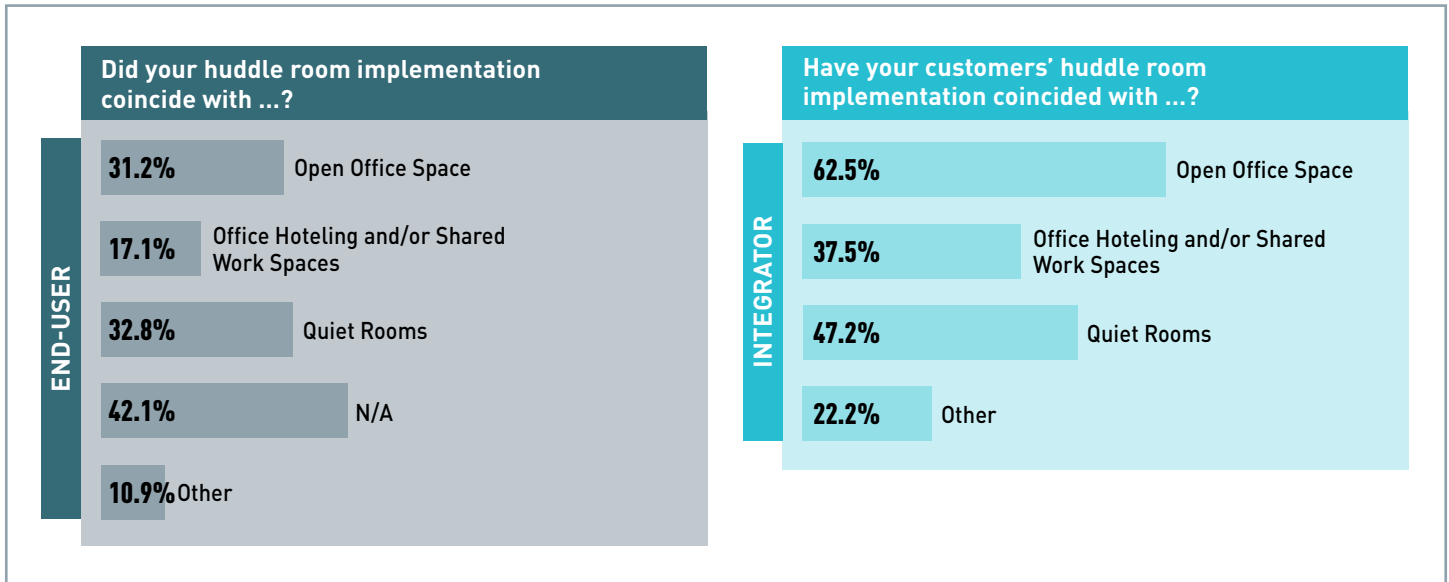 Did your huddle room implementation
coincide with ...?
END-USER
31.2% Open Office Space
17.1% Office Hoteling and/or Shared
Work Spaces
32.8% Quiet Rooms
42.1% N/A
10.9% Other
Have your customers’ huddle room
implementation coincided with ...?
INTEGRATOR
62.5% Open Office Space
37.5% Office Hoteling and/or Shared
Work Spaces
47.2% Quiet Rooms
22.2% Other